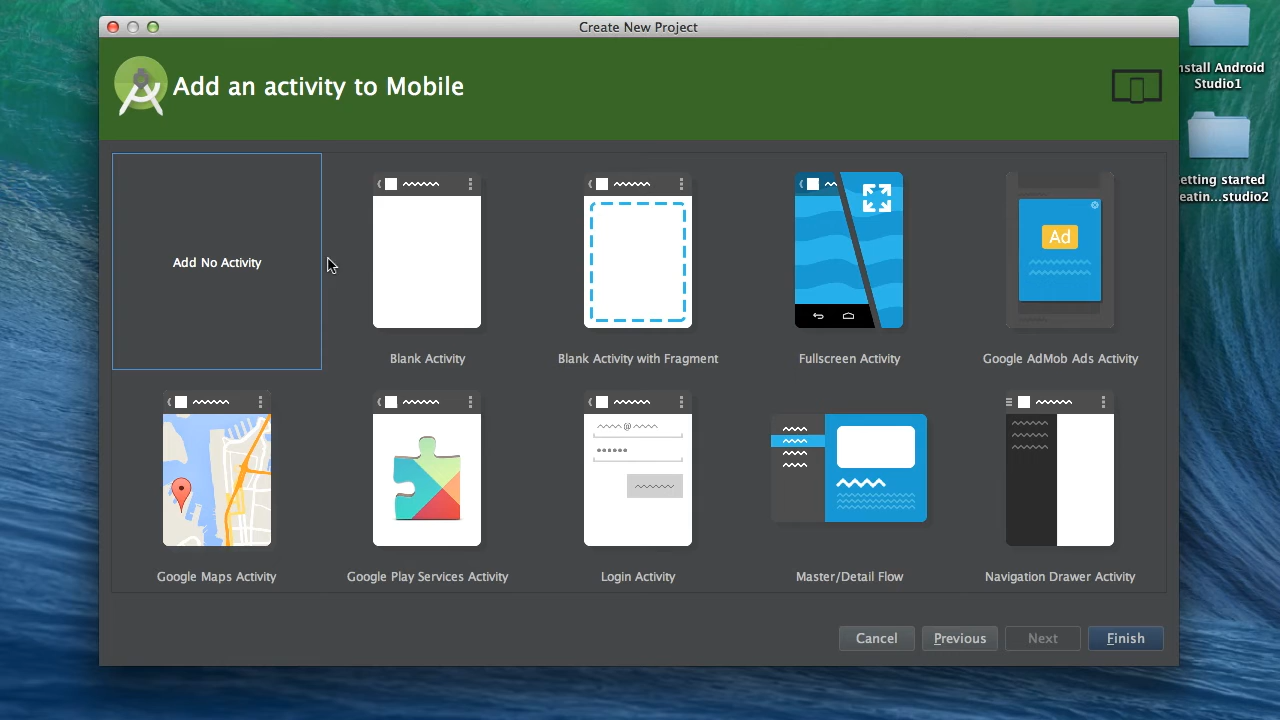 Create New Project
Add an activity to Mobile
nstall Android
Studio1
etting started
eatin...studio2
Add No Activity
Ad
Blank Activity
Blank Activity with Fragment
Fullscreen Activity
Google AdMob Ads Activity
@
Google Maps Activity
Google Play Services Activity
Login Activity
Master/Detail Flow
Navigation Drawer Activity
Cancel
Previous
Next
Finish